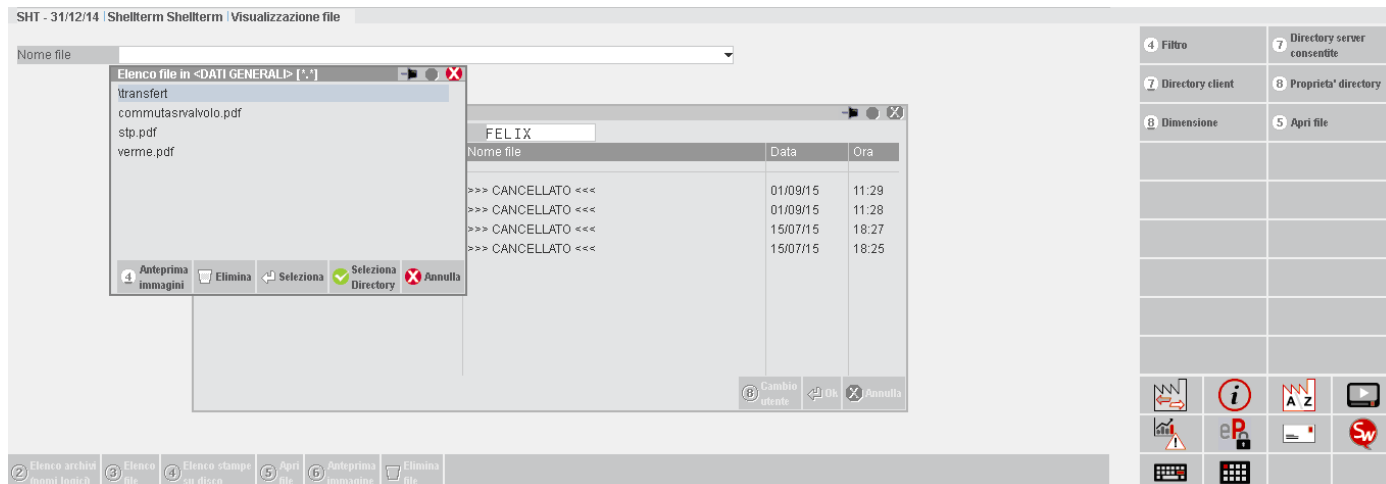 SHT - 31/12/14 Shellterm Shellterm Visualizzazione file
Nome file
Elenco file in <DATI GENERALI> [*.*]
\transfert
commutasrvalvolo.pdf
stp.pdf
verme.pdf
4 Anteprima immagini
Elimina
Seleziona
Seleziona Directory
Annulla
FELIX
Nome file Data Ora
>>> CANCELLATO <<< 01/09/15 11:29
>>> CANCELLATO <<< 01/09/15 11:28
>>> CANCELLATO <<< 15/07/15 18:27
>>> CANCELLATO <<< 15/07/15 18:25
8 Cambio utente
Ok
Annulla
2 Elenco archivi (nomi logici)
3 Elenco file
4 Elenco stampe su disco
5 Apri file
6 Anteprima immagine
Elimina file
4 Filtro
7 Directory server consentite
7 Directory client
8 Proprieta' directory
8 Dimensione
5 Apri file
i
A Z
eP
Sw